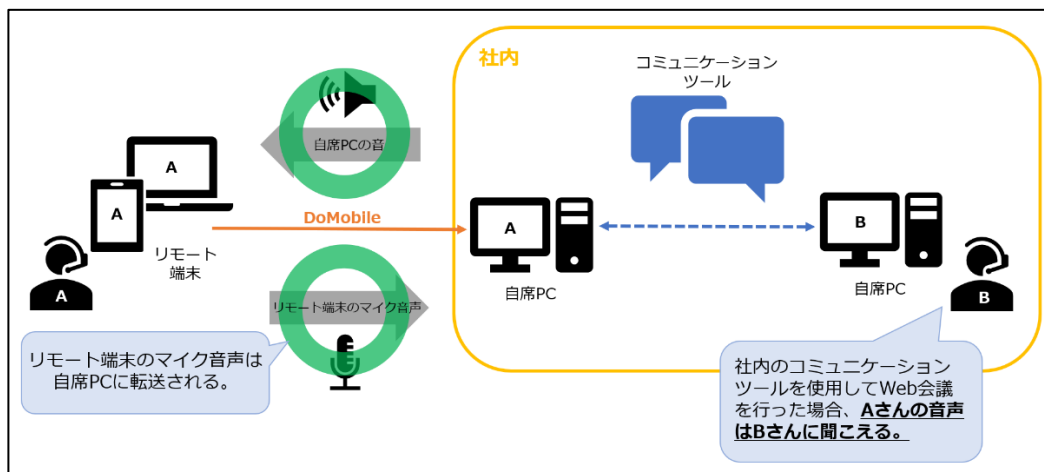 社内
コミュニケーション
ツール
自席PCの音
A
A
A
リモート
端末
DoMobile
A
自席PC
B
自席PC
B
リモート端末のマイク音声
リモート端末のマイク音声は
自席PCに転送される。
社内のコミュニケーション
ツールを使用してWeb会議
を行った場合、Aさんの音声
はBさんに聞こえる。